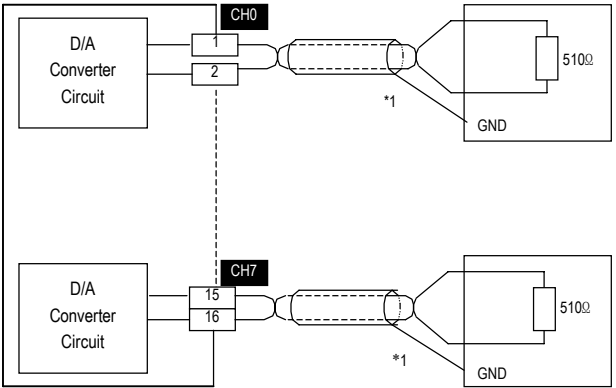 CH0
D/A
Converter
Circuit
1
2
510Ω
*1
GND
CH7
D/A
Converter
Circuit
15
16
510Ω
*1
GND